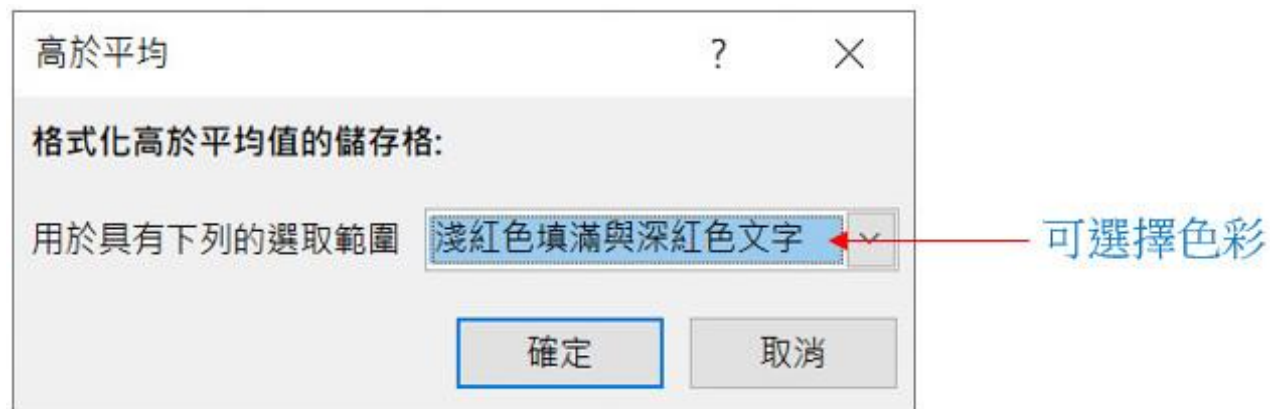 高於平均 ?
格式化高於平均值的儲存格:
用於具有下列的選取範圍 淺紅色填滿與深紅色文字 可選擇色彩
確定 取消